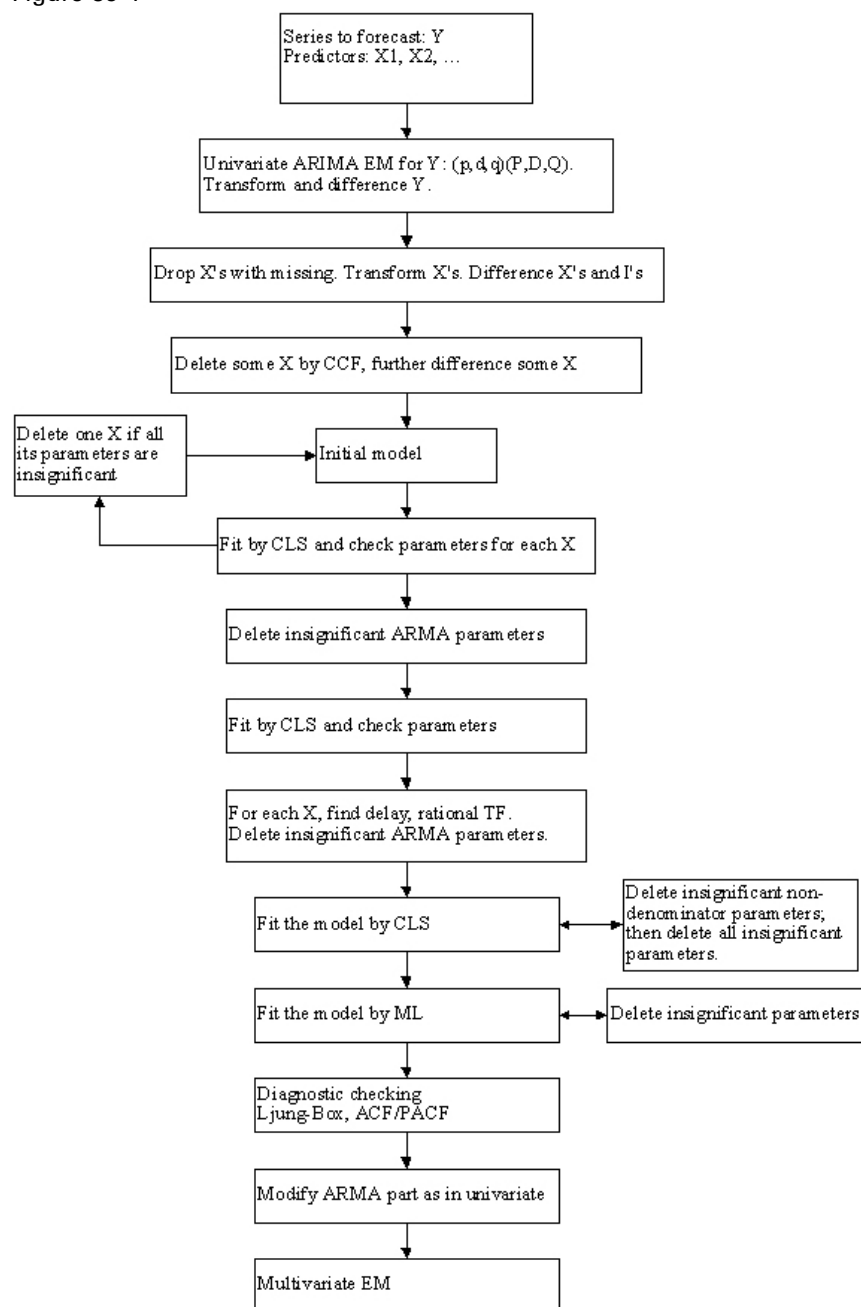 Series to forecast: Y
Predictors: X1, X2, ...
Univariate ARIMA EM for Y: (p,d,q)(P,D,Q).
Transform and difference Y.
Drop X's with missing. Transform X's. Difference X's and I's
Delete some X by CCF, further difference some X
Delete one X if all
its parameters are
insignificant
Initial model
Fit by CLS and check parameters for each X
Delete insignificant ARMA parameters
Fit by CLS and check parameters
For each X, find delay, rational TF.
Delete insignificant ARMA parameters.
Fit the model by CLS
Delete insignificant non-
denominator parameters;
then delete all insignificant
parameters.
Fit the model by ML
Delete insignificant parameters
Diagnostic checking
Ljung-Box, ACF/PACF
Modify ARMA part as in univariate
Multivariate EM